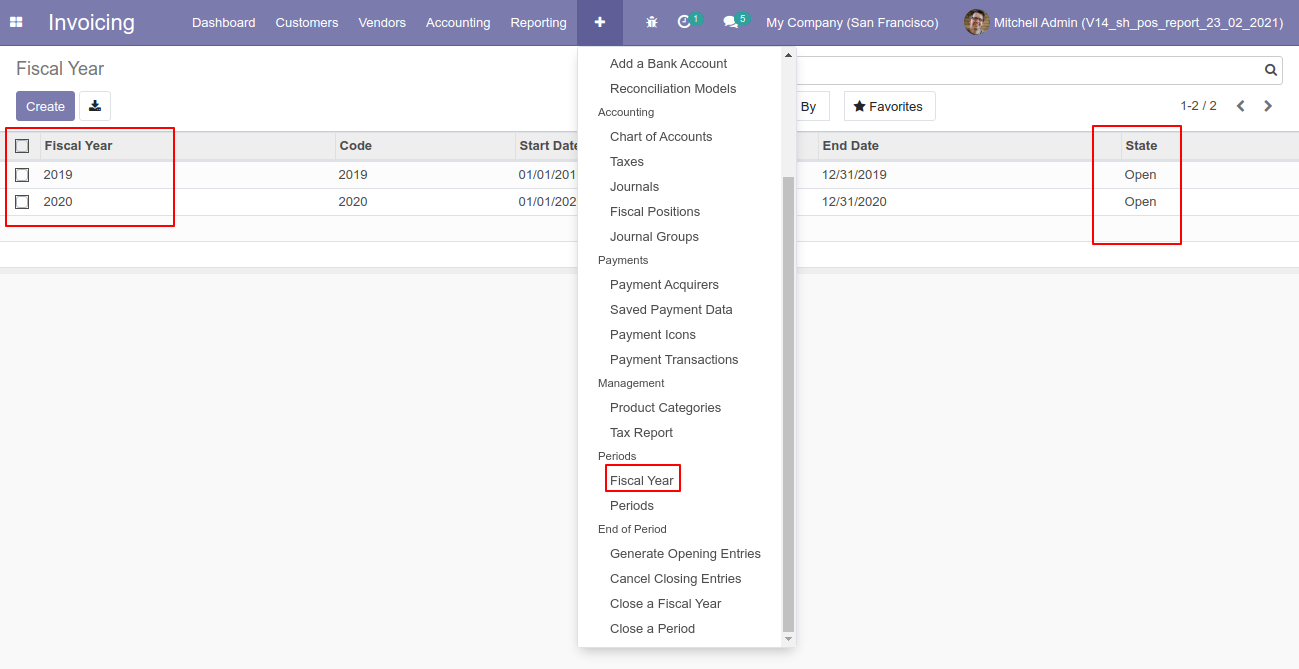 Invoicing Dashboard Customers Vendors Accounting Reporting 1 5 My Company (San Francisco) Mitchell Admin (V14_sh_pos_report_23_02_2021)
Fiscal Year
Create By Favorites 1-2 / 2
Fiscal Year Code Start Date End Date State
2019 2019 01/01/201 12/31/2019 Open
2020 2020 01/01/202 12/31/2020 Open
Add a Bank Account
Reconciliation Models
Accounting
Chart of Accounts
Taxes
Journals
Fiscal Positions
Journal Groups
Payments
Payment Acquirers
Saved Payment Data
Payment Icons
Payment Transactions
Management
Product Categories
Tax Report
Periods
Fiscal Year
Periods
End of Period
Generate Opening Entries
Cancel Closing Entries
Close a Fiscal Year
Close a Period